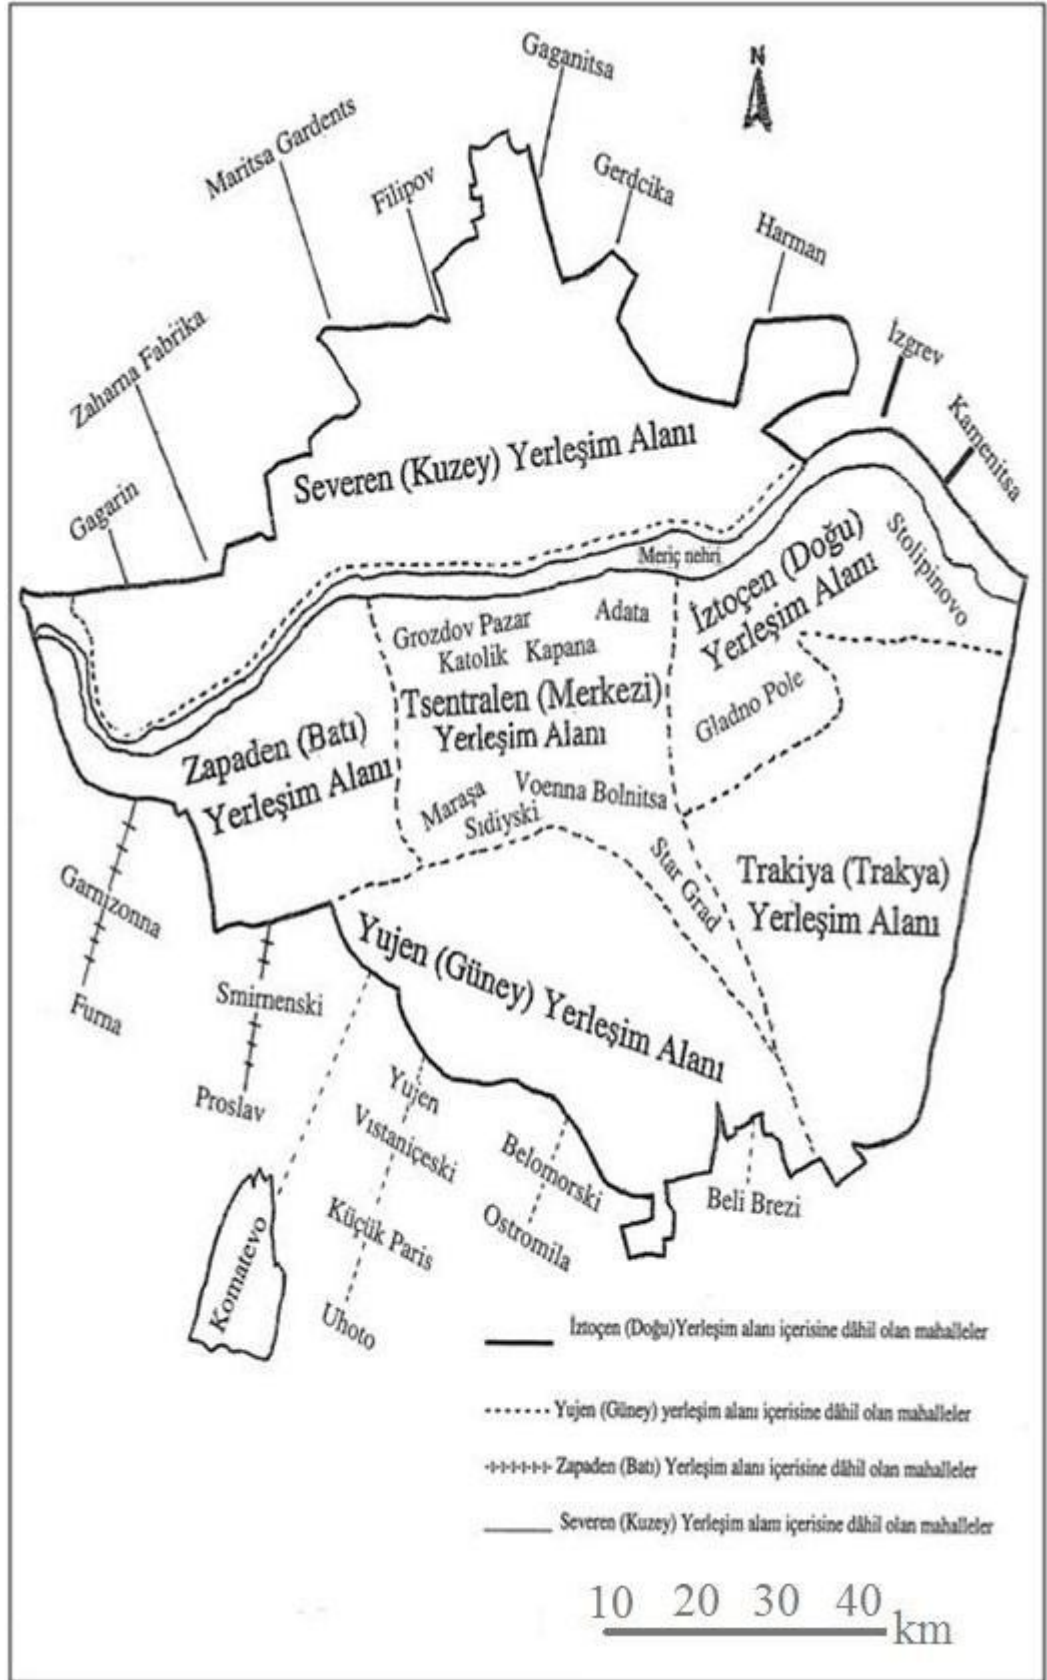 Gaganitsa
N
Maritsa Gardents
Filipov
Gerdcika
Harman
Zaharna Fabrika
İzgrev
Kamenitsa
Gagarin
Severen (Kuzey) Yerleşim Alanı
Meriç nehri
İztoçen (Doğu)
Yerleşim Alanı
Stolipinovo
Grozdov Pazar
Adata
Katolik Kapana
Tsentralen (Merkezi)
Yerleşim Alanı
Gladno Pole
Zapaden (Batı)
Yerleşim Alanı
Maraşa
Voenna Bolnitsa
Sıdiyski
Star Grad
Trakiya (Trakya)
Yerleşim Alanı
Garnizonna
Furna
Smirnenski
Proslav
Yujen (Güney) Yerleşim Alanı
Yujen
Vıstaniçeski
Küçük Paris
Uhoto
Belomorski
Ostromila
Beli Brezi
Komatevo
İztoçen (Doğu)Yerleşim alanı içerisine dâhil olan mahalleler
Yujen (Güney) yerleşim alanı içerisine dâhil olan mahalleler
Zapaden (Batı) Yerleşim alanı içerisine dâhil olan mahalleler
Severen (Kuzey) Yerleşim alanı içerisine dâhil olan mahalleler
10 20 30 40 km